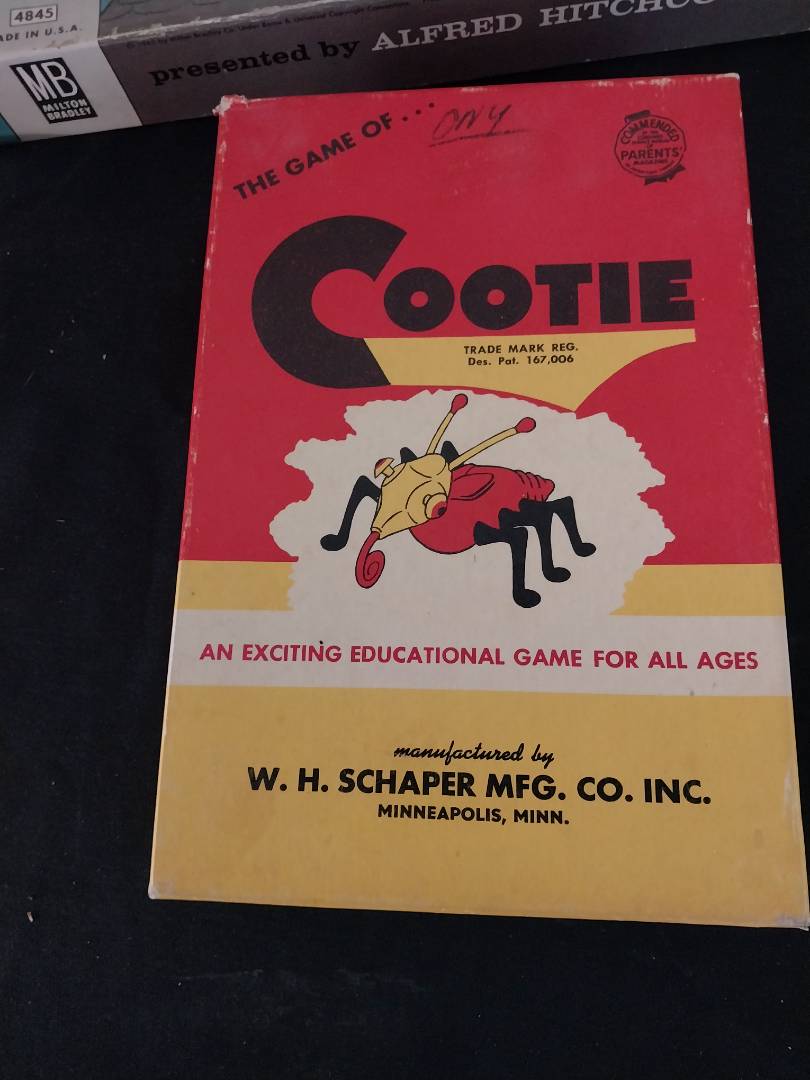 4845
ADE IN U.S.A.
MB
MILTON
BRADLEY
presented by ALFRED HITCHCO
THE GAME OF...
COMMENDED
PARENTS'
MAGAZINE
COOTIE
TRADE MARK REG.
Des. Pat. 167,006
AN EXCITING EDUCATIONAL GAME FOR ALL AGES
manufactured by
W. H. SCHAPER MFG. CO. INC.
MINNEAPOLIS, MINN.